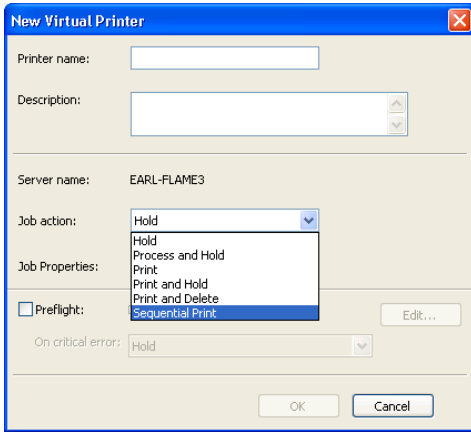 New Virtual Printer
Printer name:
Description:
Server name: EARL-FLAME3
Job action: Hold
Hold
Process and Hold
Job Properties:
Print
Print and Hold
Print and Delete
Sequential Print
Preflight:
Edit...
On critical error: Hold
OK Cancel